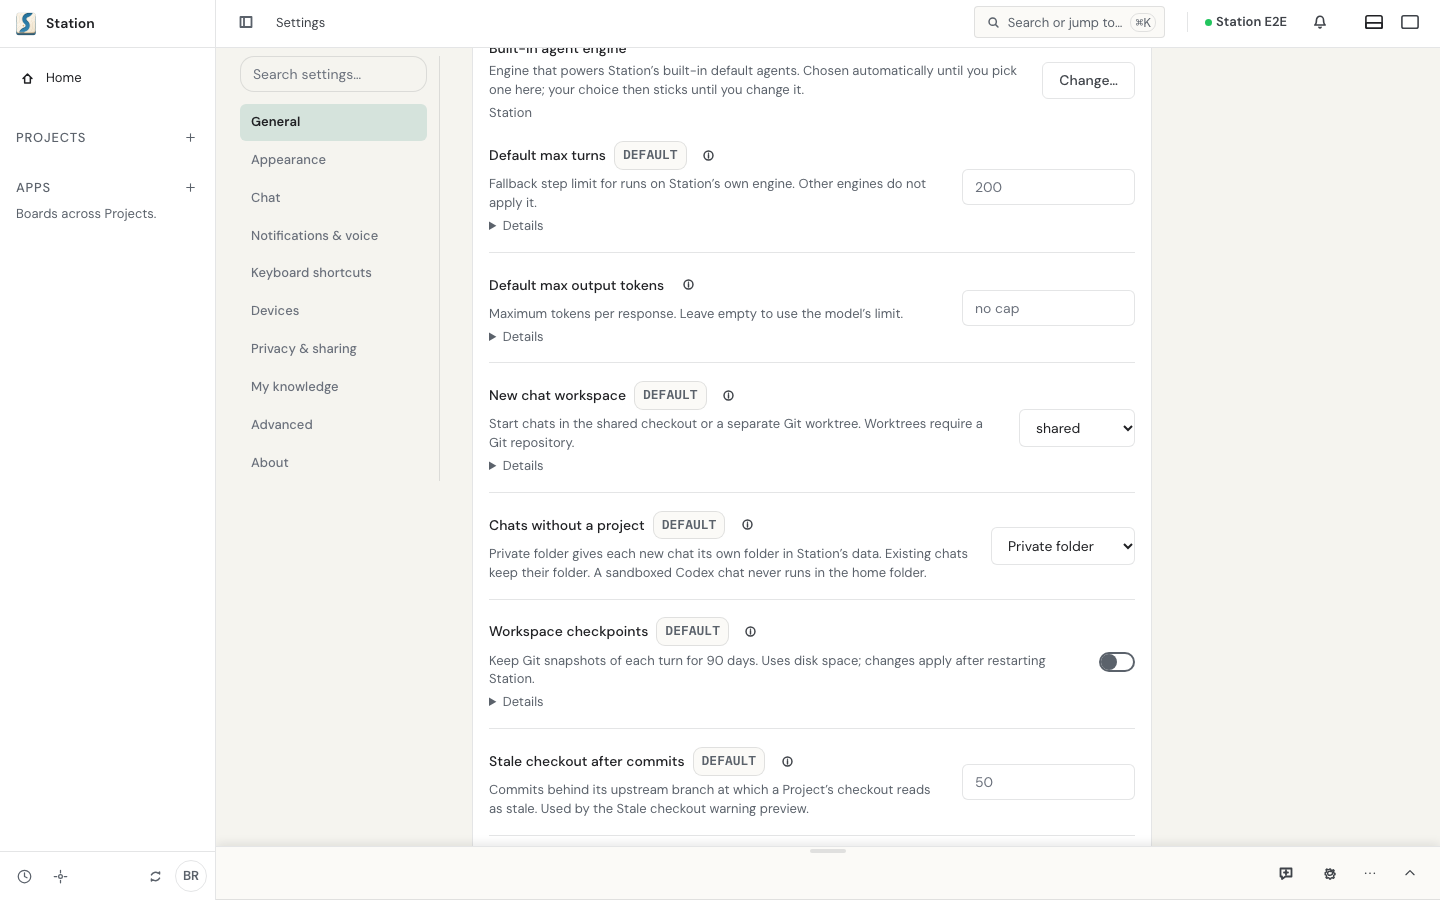 Station
Settings
Search or jump to...
⌘K
Station E2E
Home
PROJECTS
APPS
Boards across Projects.
BR
Search settings...
General
Appearance
Chat
Notifications & voice
Keyboard shortcuts
Devices
Privacy & sharing
My knowledge
Advanced
About
Built-in agent engine
Engine that powers Station's built-in default agents. Chosen automatically until you pick
one here; your choice then sticks until you change it.
Station
Change...
Default max turns DEFAULT
Fallback step limit for runs on Station's own engine. Other engines do not
apply it.
Details
200
Default max output tokens
Maximum tokens per response. Leave empty to use the model's limit.
Details
no cap
New chat workspace DEFAULT
Start chats in the shared checkout or a separate Git worktree. Worktrees require a
Git repository.
Details
shared
Chats without a project DEFAULT
Private folder gives each new chat its own folder in Station's data. Existing chats
keep their folder. A sandboxed Codex chat never runs in the home folder.
Private folder
Workspace checkpoints DEFAULT
Keep Git snapshots of each turn for 90 days. Uses disk space; changes apply after restarting
Station.
Details
Stale checkout after commits DEFAULT
Commits behind its upstream branch at which a Project's checkout reads
as stale. Used by the Stale checkout warning preview.
50